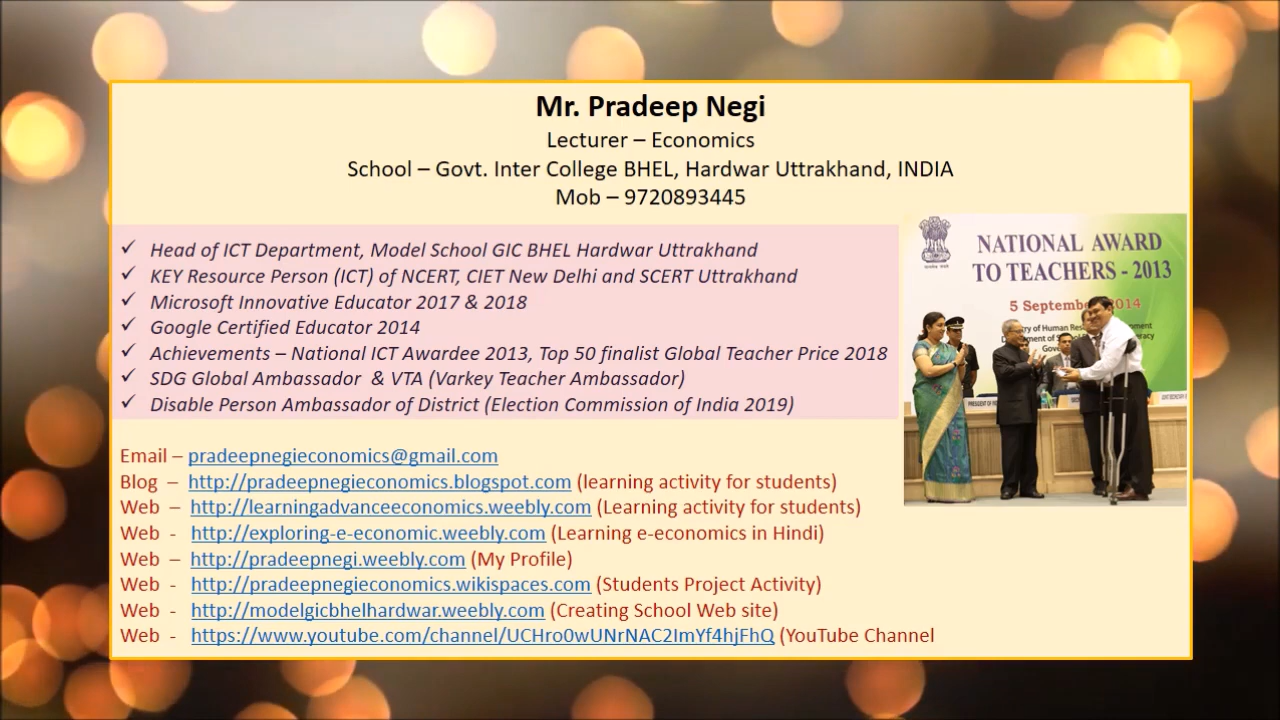 Mr. Pradeep Negi
Lecturer – Economics
School – Govt. Inter College BHEL, Hardwar Uttrakhand, INDIA
Mob – 9720893445
✓ Head of ICT Department, Model School GIC BHEL Hardwar Uttrakhand
✓ KEY Resource Person (ICT) of NCERT, CIET New Delhi and SCERT Uttrakhand
✓ Microsoft Innovative Educator 2017 & 2018
✓ Google Certified Educator 2014
✓ Achievements – National ICT Awardee 2013, Top 50 finalist Global Teacher Price 2018
✓ SDG Global Ambassador & VTA (Varkey Teacher Ambassador)
✓ Disable Person Ambassador of District (Election Commission of India 2019)
NATIONAL AWARD
TO TEACHERS - 2013
5 September 2014
PRESIDENT OF
Email – pradeepnegieconomics@gmail.com
Blog – http://pradeepnegieconomics.blogspot.com (learning activity for students)
Web – http://learningadvanceeconomics.weebly.com (Learning activity for students)
Web - http://exploring-e-economic.weebly.com (Learning e-economics in Hindi)
Web – http://pradeepnegi.weebly.com (My Profile)
Web - http://pradeepnegieconomics.wikispaces.com (Students Project Activity)
Web - http://modelgicbhelhardwar.weebly.com (Creating School Web site)
Web - https://www.youtube.com/channel/UCHro0wUNrNAC2ImYf4hjFhQ (YouTube Channel